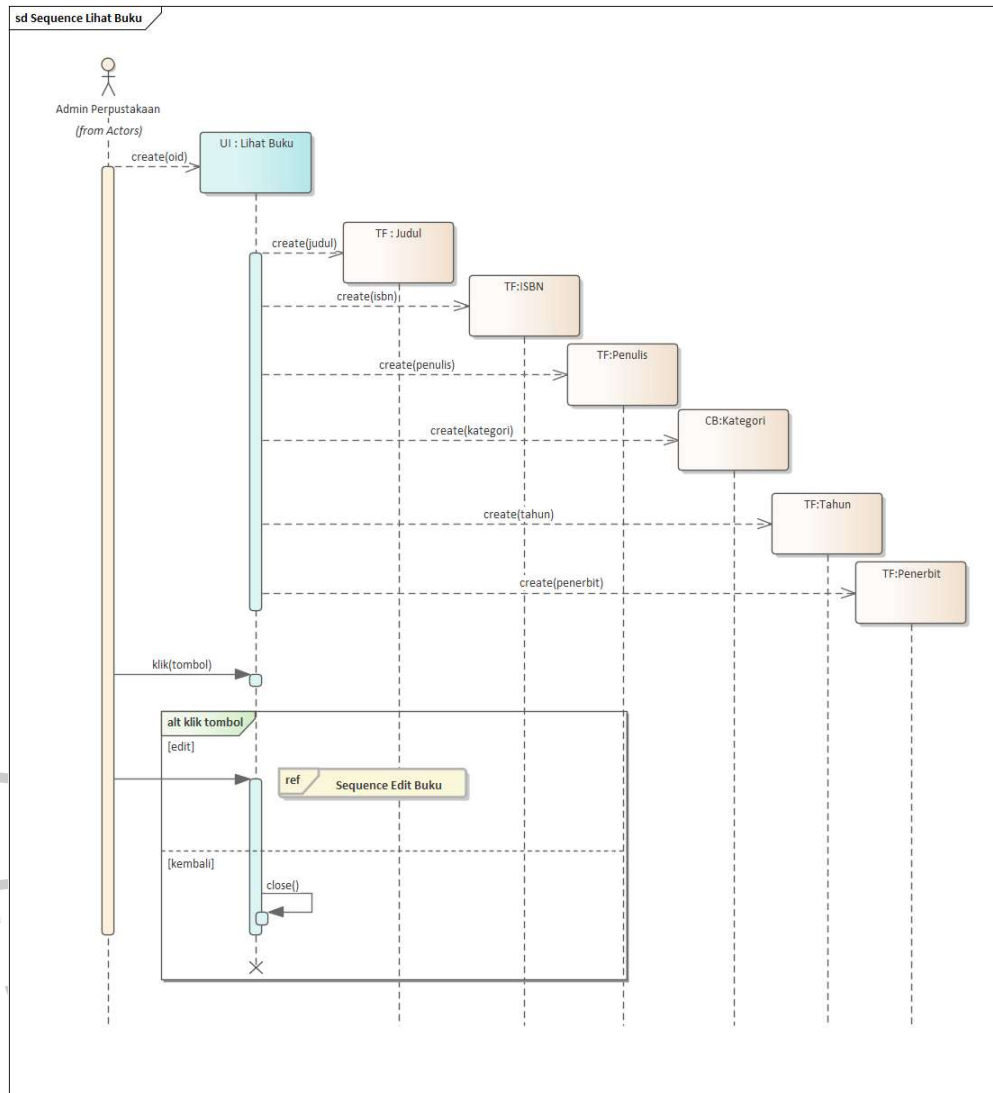 sd Sequence Lihat Buku
Admin Perpustakaan
(from Actors)
create(oid)
UI : Lihat Buku
create(judul)
TF : Judul
create(isbn)
TF:ISBN
create(penulis)
TF:Penulis
create(kategori)
CB:Kategori
create(tahun)
TF:Tahun
create(penerbit)
TF:Penerbit
klik(tombol)
alt klik tombol
[edit]
ref
Sequence Edit Buku
[kembali]
close()